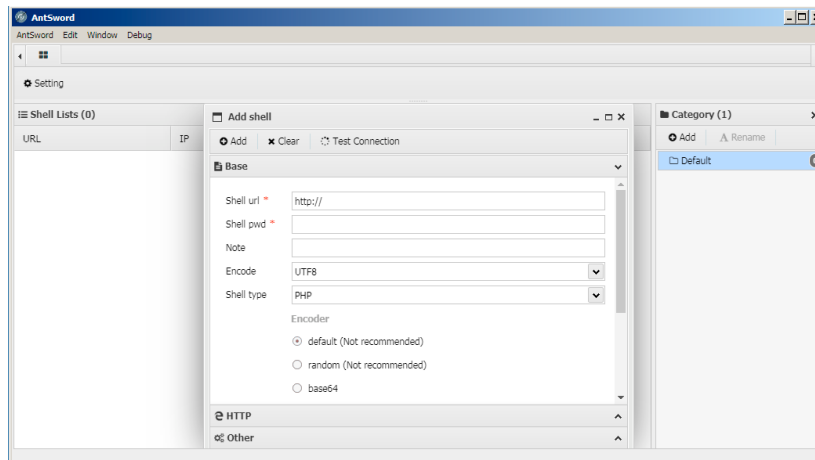 AntSword
AntSword Edit Window Debug
Setting
Shell Lists (0)
URL IP
Add shell
Add Clear Test Connection
Base
Shell url * http://
Shell pwd *
Note
Encode UTF8
Shell type PHP
Encoder
default (Not recommended)
random (Not recommended)
base64
HTTP
Other
Category (1)
Add Rename
Default